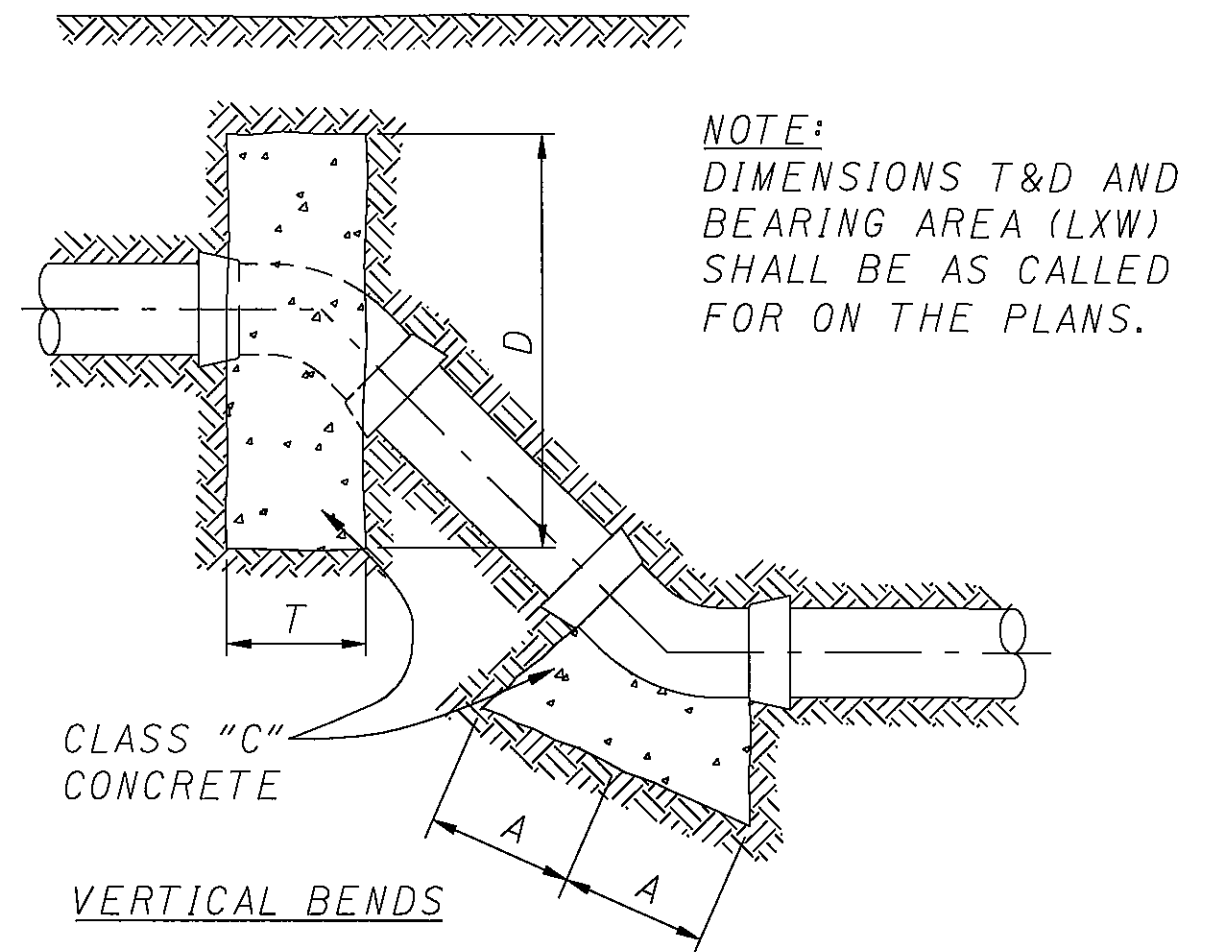 NOTE:
DIMENSIONS T&D AND
BEARING AREA (LXW)
SHALL BE AS CALLED
FOR ON THE PLANS.
D
T
CLASS "C"
CONCRETE
A
A
VERTICAL BENDS